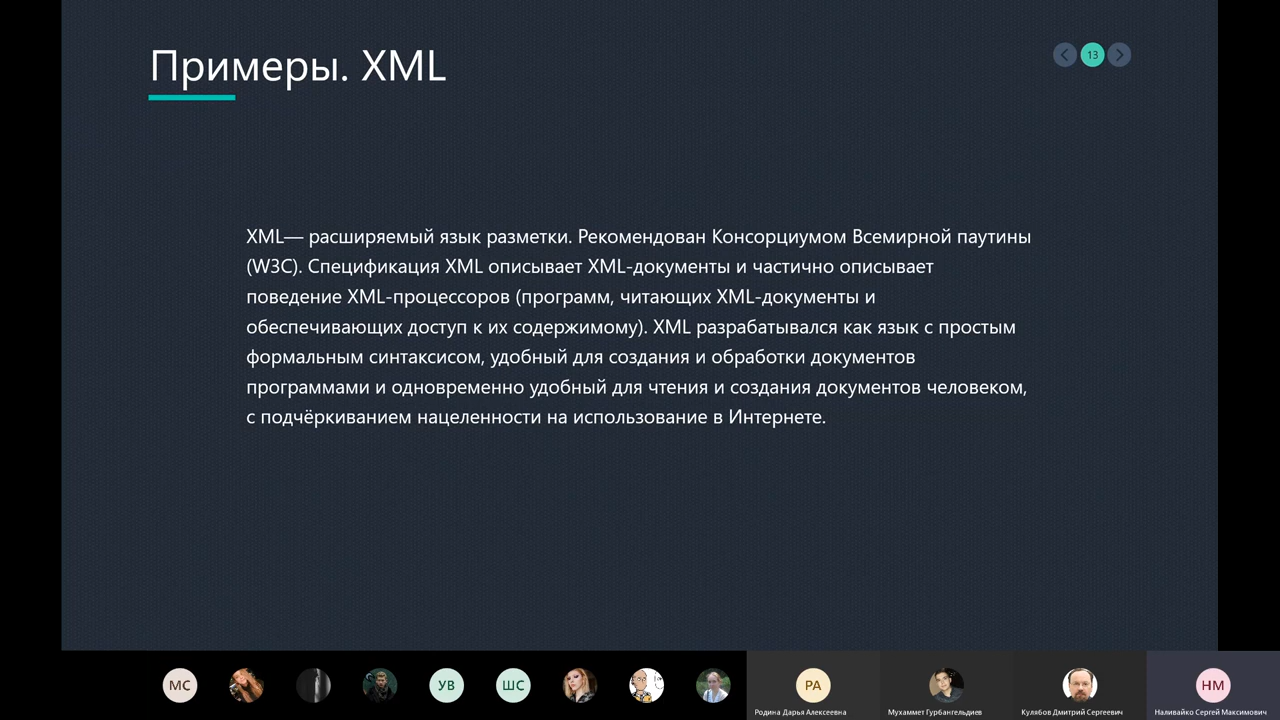 Примеры. XML
13
XML— расширяемый язык разметки. Рекомендован Консорциумом Всемирной паутины
(W3C). Спецификация XML описывает XML-документы и частично описывает
поведение XML-процессоров (программ, читающих XML-документы и
обеспечивающих доступ к их содержимому). XML разрабатывался как язык с простым
формальным синтаксисом, удобный для создания и обработки документов
программами и одновременно удобный для чтения и создания документов человеком,
с подчёркиванием нацеленности на использование в Интернете.
МС
УВ
ШС
РА
НМ
Родина Дарья Алексеевна
Мухаммет Гурбангельдиев
Кулябов Дмитрий Сергеевич
Наливайко Сергей Максимович